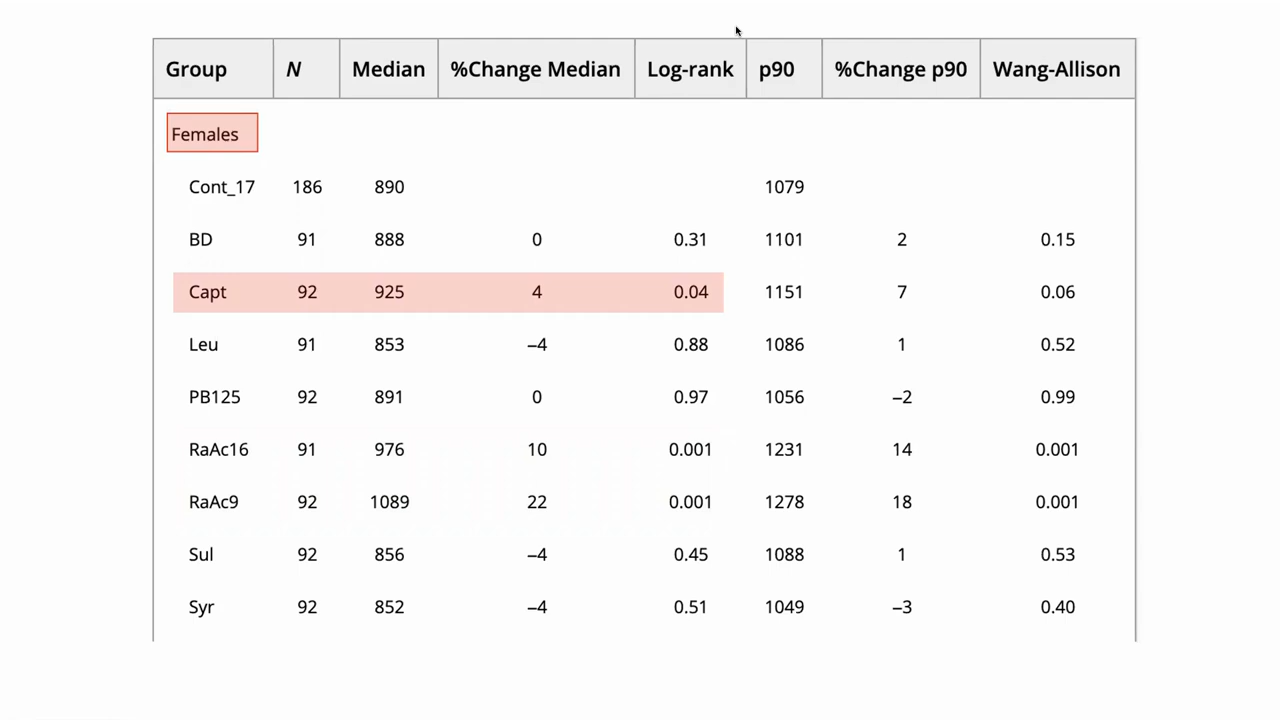 Group N Median %Change Median Log-rank p90 %Change p90 Wang-Allison
Females
Cont_17 186 890 1079
BD 91 888 0 0.31 1101 2 0.15
Capt 92 925 4 0.04 1151 7 0.06
Leu 91 853 −4 0.88 1086 1 0.52
PB125 92 891 0 0.97 1056 −2 0.99
RaAc16 91 976 10 0.001 1231 14 0.001
RaAc9 92 1089 22 0.001 1278 18 0.001
Sul 92 856 −4 0.45 1088 1 0.53
Syr 92 852 −4 0.51 1049 −3 0.40